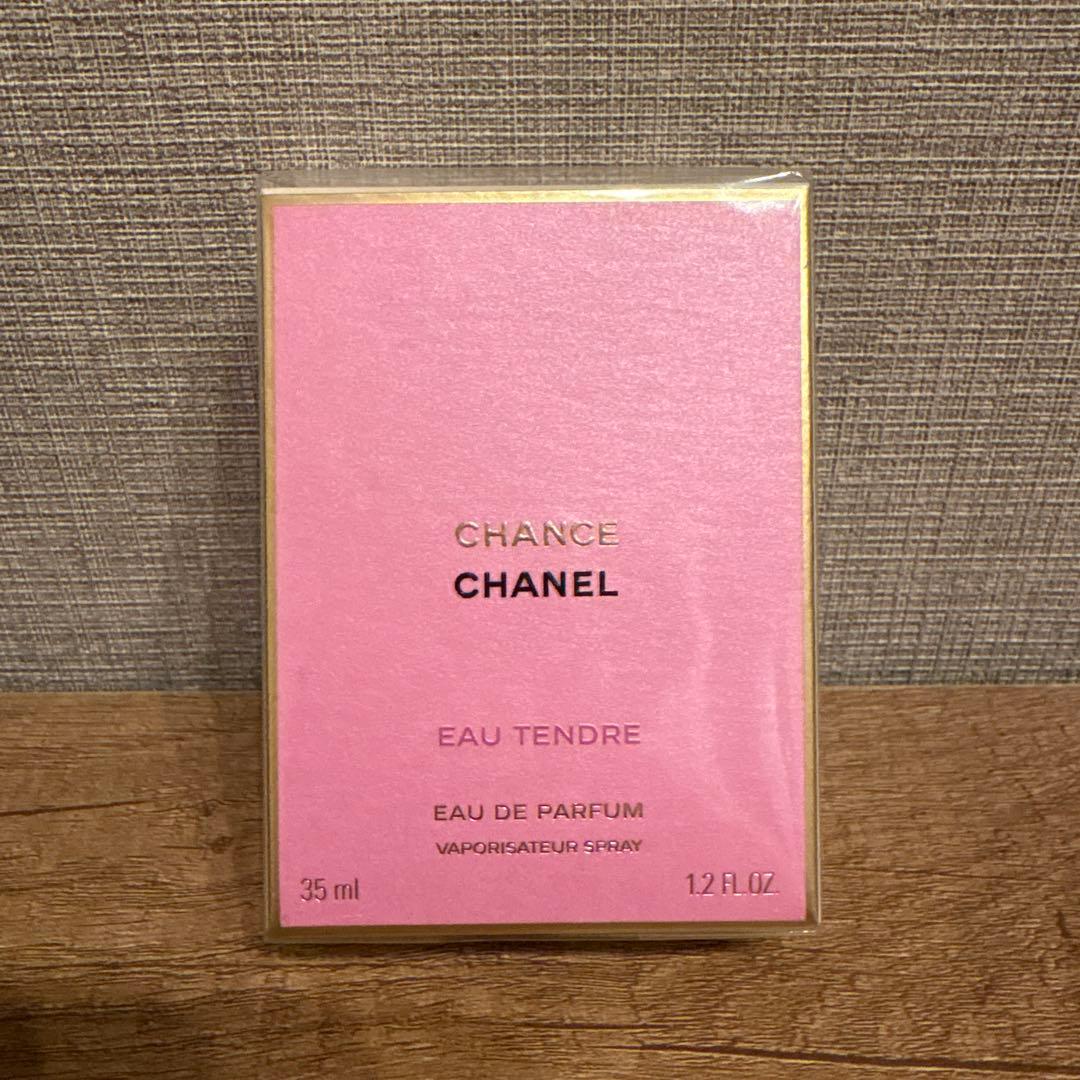 CHANCE
CHANEL
EAU TENDRE
EAU DE PARFUM
VAPORISATEUR SPRAY
35 ml
1.2 FL.OZ.